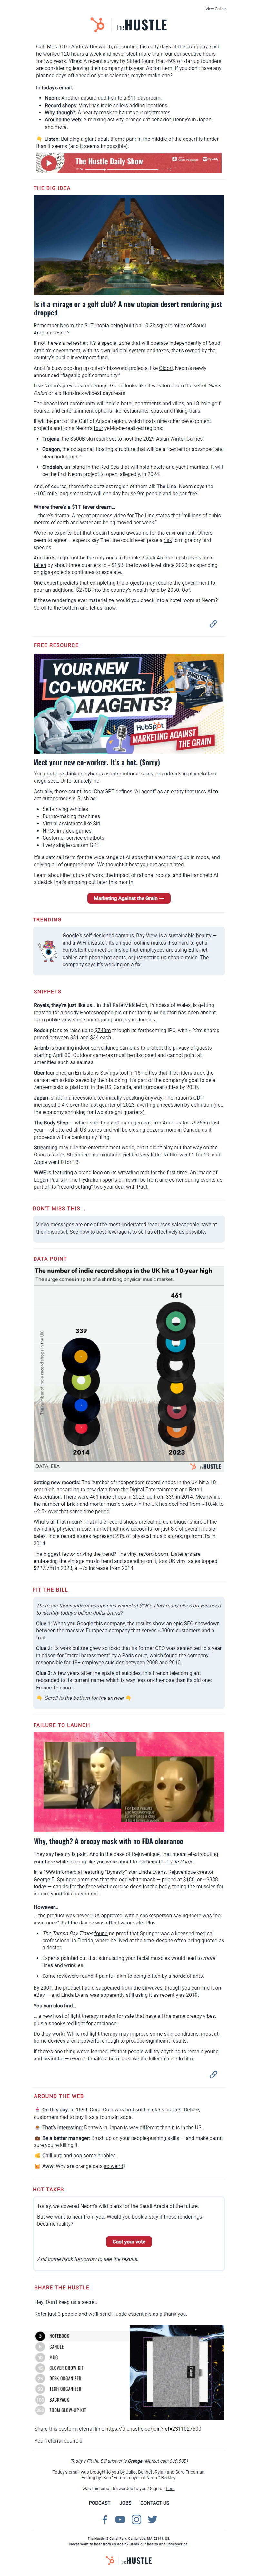 View Online
theHUSTLE
Oof: Meta CTO Andrew Bosworth, recounting his early days at the company, said
he worked 120 hours a week and never slept more than four consecutive hours
for two years. Yikes: A recent survey by Sifted found that 49% of startup founders
are considering leaving their company this year. Action item: If you don't have any
planned days off ahead on your calendar, maybe take one?
In today's email:
Neom: Another absurd addition to a $1T daydream.
Record shops: Vinyl has indie sellers adding locations.
Why, though?: A beauty mask to haunt your nightmares.
Around the web: A relaxing activity, orange cat behavior, Denny's in Japan,
and more.
👇 Listen: Building a giant adult theme park in the middle of the desert is harder
than it seems (and it seems impossible).
The Hustle Daily Show
THE BIG IDEA
Is it a mirage or a golf club? A new utopian desert rendering just
dropped
Remember Neom, the $1T utopia being built on 10.2k square miles of Saudi
Arabian desert?
If not, here's a refresher: It's a special zone that will operate independently of Saudi
Arabia's government, with its own judicial system and taxes, that's owned by the
country's public investment fund.
And it's busy cooking up out-of-this-world projects, like Gidori, Neom's newly
announced "flagship golf community."
Like Neom's previous renderings, Gidori looks like it was torn from the set of Glass
Onion or a billionaire's wildest daydream.
The beachfront community will hold a hotel, apartments and villas, an 18-hole golf
course, and entertainment options like restaurants, spas, and hiking trails.
It will be part of the Gulf of Aqaba region, which hosts nine other development
projects and joins Neom's four yet-to-be-realized regions:
Trojena, the $500B ski resort set to host the 2029 Asian Winter Games.
Oxagon, the octagonal, floating structure that will be a "center for advanced and
clean industries."
Sindalah, an island in the Red Sea that will hold hotels and yacht marinas. It will be
the first Neom project to open, allegedly, in 2024.
And, of course, there's the buzziest region of them all: The Line. Neom says the
~105-mile-long smart city will one day house 9m people and be car-free.
Where there's a $1T fever dream...
... there's drama. A recent progress video for The Line states that "millions of cubic
meters of earth and water are being moved per week."
We're no experts, but that doesn't sound awesome for the environment. Others
seem to agree — experts say The Line could even pose a risk to migratory bird
species.
And birds might not be the only ones in trouble: Saudi Arabia's cash levels have
fallen by about three quarters to ~$15B, the lowest level since 2020, as spending
on giga-projects continues to escalate.
One expert predicts that completing the projects may require the government to
put an additional $270B into the country's wealth fund by 2030. Oof.
If these renderings ever materialize, would you check into a hotel room at Neom?
Scroll to the bottom and let us know.
FREE RESOURCE
YOUR NEW
CO-WORKER:
AI AGENTS?
HubSpot
MARKETING AGAINST
THE GRAIN
Meet your new co-worker. It's a bot. (Sorry)
You might be thinking cyborgs as motivational spies, or androids in plainclothes
disguises... Unfortunately, no.
Actually, those count, too. ChatGPT defines "AI agent" as an entity that uses AI to
act autonomously. Such as:
Self-driving vehicles
Burrito-making machines
Virtual assistants like Siri
NPCs in video games
Customer service chatbots
Every single custom GPT
It's a catchall term for the wide range of AI apps that are showing up in mobs, and
solving all of our problems. We thought it best you get acquainted.
Learn about the future of work, the impact of rational robots, and the handheld AI
sidekick that's shipping out later this month.
Marketing Against the Grain →
TRENDING
Google's self-designed campus, Bay View, is a sustainable beauty —
and a WiFi disaster. Its unique roofline makes it so hard to get a
consistent connection inside that employees are using Ethernet
cables and phone hot spots, or just setting up shop outside. The
company says it's working on a fix.
SNIPPETS
Royals, they're just like us... in that Kate Middleton, Princess of Wales, is getting
roasted for a poorly Photoshopped pic of her family. Middleton has been absent
from public view since undergoing surgery in January.
Reddit plans to raise up to $748m through its forthcoming IPO, with ~22m shares
priced between $31 and $34 each.
Airbnb is banning indoor surveillance cameras to protect the privacy of guests
starting April 30. Outdoor cameras must be announced and cannot aim at
amenities such as saunas.
Uber launched an Emissions Savings tool in 15+ cities that'll let riders track the
carbon emissions saved by their booking. It's part of the company's goal to be a
zero-emissions platform in the US, Canada, and European cities by 2030.
Japan is not in a recession, technically speaking anyway. The nation's GDP
increased 0.4% over the last quarter of 2023, averting a recession by definition (i.e.,
the economy shrinking for two straight quarters).
The Body Shop — which sold to asset management firm Aurelius for ~$266m last
year — shuttered all US stores and will be closing dozens more in Canada as it
proceeds with a bankruptcy filing.
Streaming may rule the entertainment world, but it didn't play out that way on the
Oscars stage. Streamers' nominations yielded very little: Netflix went 1 for 19, and
Apple went 0 for 13.
WWE is featuring a brand logo on its wrestling mat for the first time. An image of
Logan Paul's Prime Hydration sports drink will be front and center during events as
part of its "record-setting" two-year deal with Paul.
DON'T MISS THIS...
Video messages are one of the most underrated resources salespeople have at
their disposal. See how to best leverage it to sell as effectively as possible.
DATA POINT
The number of indie record shops in the UK hit a 10-year high
The surge comes in spite of a shrinking physical music market.
461
339
Number of indie record shops in the UK
2014
2023
DATA: ERA
theHUSTLE
Setting new records: The number of independent record shops in the UK hit a 10-
year high, according to new data from the Digital Entertainment and Retail
Association. There were 461 indie shops in 2023, up from 339 in 2014. Meanwhile,
the number of brick-and-mortar music stores in the UK has declined from ~10.4k to
~2.5k over that same time period.
What's all that mean? That indie record shops are eating up a bigger share of the
dwindling physical music market that now accounts for just 8% of overall music
sales. Indie record stores represent 23% of all physical music stores, up from 3% in
2014.
The biggest factor driving the trend? The vinyl record boom. Listeners are
embracing the vintage music trend and spending on it, too: UK vinyl sales topped
$227.7m in 2023, a ~7x increase from 2014.
FIT THE BILL
There are thousands of companies valued at $1B+. How many clues do you need
to identify today's billion-dollar brand?
Clue 1: When you Google this company, the results show an epic SEO showdown
between the massive European company that serves ~300m customers and a
fruit.
Clue 2: Its work culture grew so toxic that its former CEO was sentenced to a year
in prison for "moral harassment" by a Paris court, which found the company
responsible for 18+ employee suicides between 2008 and 2010.
Clue 3: A few years after the spate of suicides, this French telecom giant
rebranded to its current name, which is way less on-the-nose than its old one:
France Telecom.
👇 Scroll to the bottom for the answer 👇
FAILURE TO LAUNCH
Why, though? A creepy mask with no FDA clearance
They say beauty is pain. And in the case of Rejuvenique, that meant electrocuting
your face while looking like you were about to participate in The Purge.
In a 1999 infomercial featuring "Dynasty" star Linda Evans, Rejuvenique creator
George E. Springer promises that the odd white mask — priced at $180, or ~$338
today — can do for the face what exercise does for the body, toning the muscles for
a more youthful appearance.
However...
... the product was never FDA-approved, with a spokesperson saying there was "no
assurance" that the device was effective or safe. Plus:
The Tampa Bay Times found no proof that Springer was a licensed medical
professional in Florida, where he lived at the time, despite often being quoted as
a doctor.
Experts pointed out that stimulating your facial muscles would lead to more
lines and wrinkles.
Some reviewers found it painful, akin to being bitten by a horde of ants.
By 2001, the product had disappeared from the airwaves, though you can find it on
eBay — and Linda Evans was apparently still using it as recently as 2019.
You can also find...
... a new host of light therapy masks for sale that have all the same creepy vibes,
plus a spooky red light for ambiance.
Do they work? While red light therapy may improve some skin conditions, most at-
home devices aren't powerful enough to produce significant results.
If there's one thing we've learned, it's that people will try anything to remain young
and beautiful — even if it makes them look like the killer in a giallo film.
AROUND THE WEB
On this day: In 1894, Coca-Cola was first sold in glass bottles. Before,
customers had to buy it as a fountain soda.
That's interesting: Denny's in Japan is way different than it is in the US.
Be a better manager: Brush up on your people-pushing skills — and make damn
sure you're killing it.
Chill out: and pop some bubbles.
Aww: Why are orange cats so weird?
HOT TAKES
Today, we covered Neom's wild plans for the Saudi Arabia of the future.
But we want to hear from you: Would you book a stay if these renderings
became reality?
Cast your vote
And come back tomorrow to see the results.
SHARE THE HUSTLE
Hey. Don't keep us a secret.
Refer just 3 people and we'll send Hustle essentials as a thank you.
3 NOTEBOOK
CANDLE
MUG
CLOVER GROW KIT
DESK ORGANIZER
TECH ORGANIZER
BACKPACK
ZOOM GLOW-UP KIT
Share this custom referral link: https://thehustle.co/join?ref=2311027500
Your referral count: 0
Today's Fit the Bill answer is Orange (Market cap: $30.90B)
Today's email was brought to you by Juliet Bennett Rylah and Sara Friedman.
Editing by: Ben "Future mayor of Neom" Berkley.
Was this email forwarded to you? Sign up here.
PODCAST JOBS CONTACT US
The Hustle, 2 Canal Park, Cambridge, MA 02141, US
Never want to hear from us again? Break our hearts and unsubscribe.
theHUSTLE